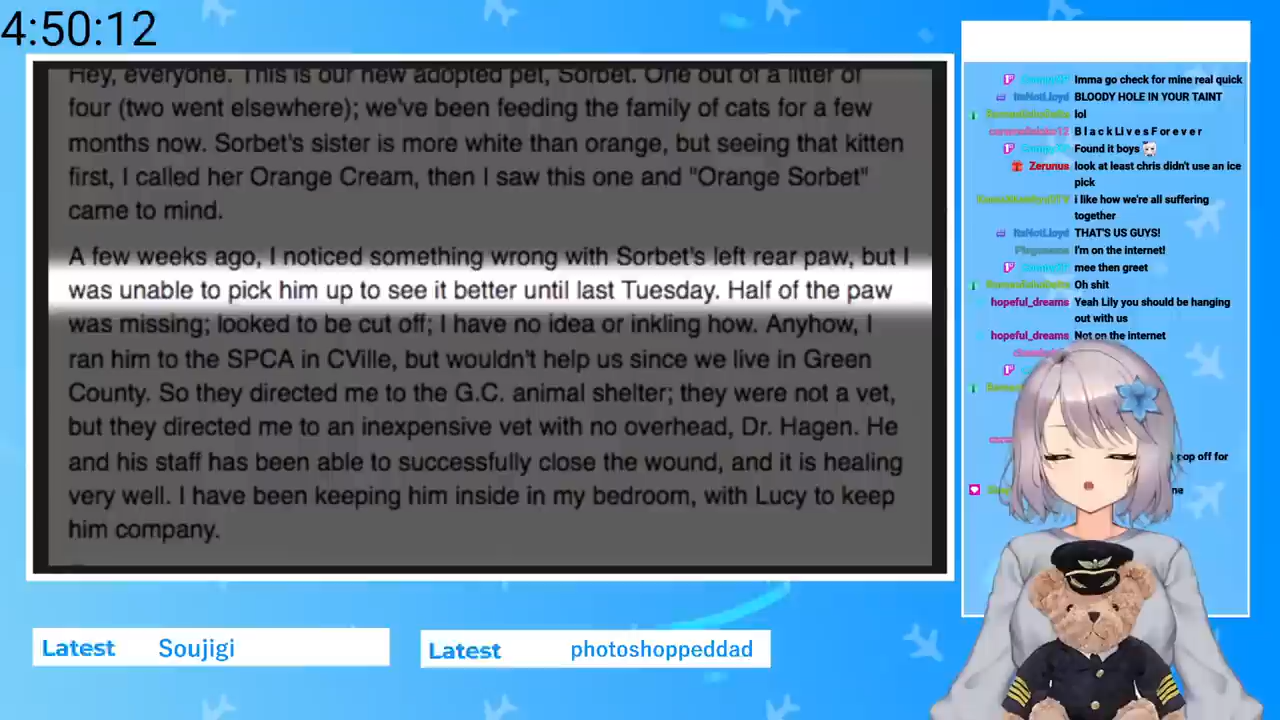 4:50:12
Hey, everyone. This is our new adopted pet, Sorbet. One out of a litter of
four (two went elsewhere); we've been feeding the family of cats for a few
months now. Sorbet's sister is more white than orange, but seeing that kitten
first, I called her Orange Cream, then I saw this one and "Orange Sorbet"
came to mind.
A few weeks ago, I noticed something wrong with Sorbet's left rear paw, but I
was unable to pick him up to see it better until last Tuesday. Half of the paw
was missing; looked to be cut off; I have no idea or inkling how. Anyhow, I
ran him to the SPCA in CVille, but wouldn't help us since we live in Green
County. So they directed me to the G.C. animal shelter; they were not a vet,
but they directed me to an inexpensive vet with no overhead, Dr. Hagen. He
and his staff has been able to successfully close the wound, and it is healing
very well. I have been keeping him inside in my bedroom, with Lucy to keep
him company.
Latest Soujigi
Latest photoshoppeddad
Imma go check for mine real quick
ItsNotLloyd BLOODY HOLE IN YOUR TAINT
lol
B l a c k L i v e s F o r e v e r
Found it boys
Zerunus look at least chris didn't use an ice
pick
i like how we're all suffering
together
ItsNotLloyd THAT'S US GUYS!
I'm on the internet!
mee then greet
Oh shit
hopeful_dreams Yeah Lily you should be hanging
out with us
hopeful_dreams Not on the internet
pop off for